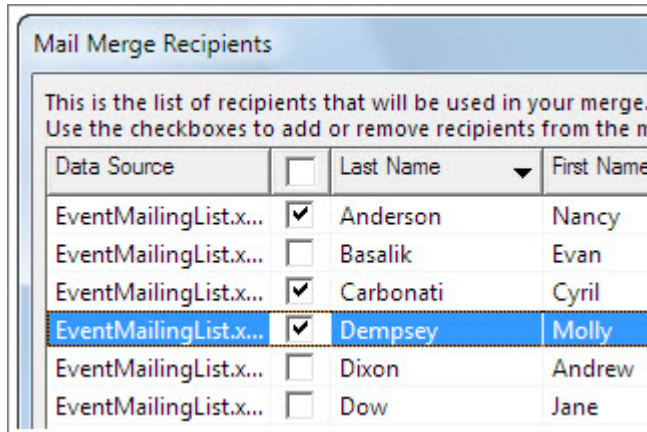 Mail Merge Recipients
This is the list of recipients that will be used in your merge.
Use the checkboxes to add or remove recipients from the
Data Source Last Name First Name
EventMailingList.x... Anderson Nancy
EventMailingList.x... Basalik Evan
EventMailingList.x... Carbonati Cyril
EventMailingList.x... Dempsey Molly
EventMailingList.x... Dixon Andrew
EventMailingList.x... Dow Jane